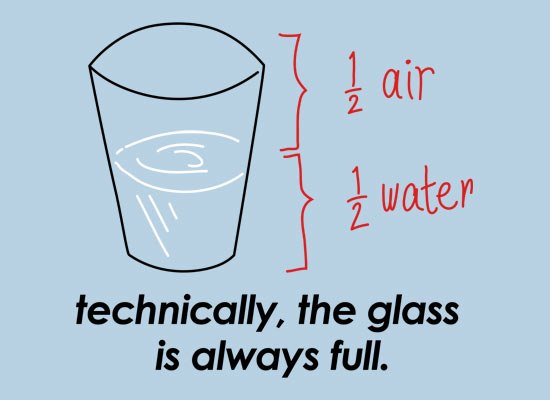 ½ air
½ water
technically, the glass
is always full.